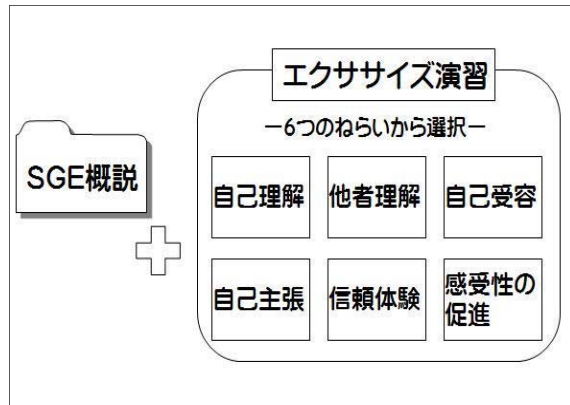 エクササイズ演習
－6つのねらいから選択－
SGE概説
自己理解
他者理解
自己受容
自己主張
信頼体験
感受性の
促進